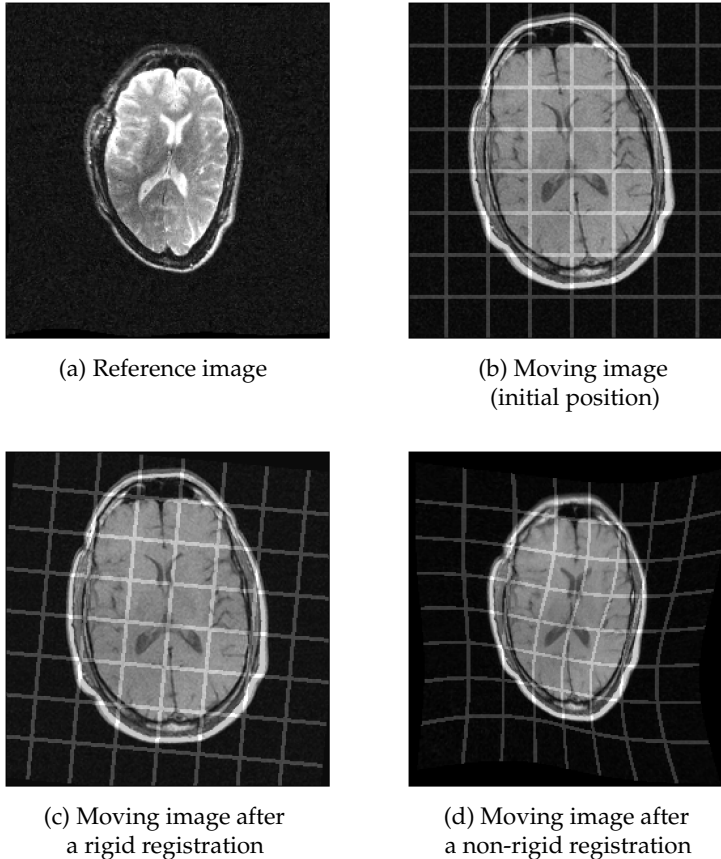 (a) Reference image
(b) Moving image
(initial position)
(c) Moving image after
a rigid registration
(d) Moving image after
a non-rigid registration